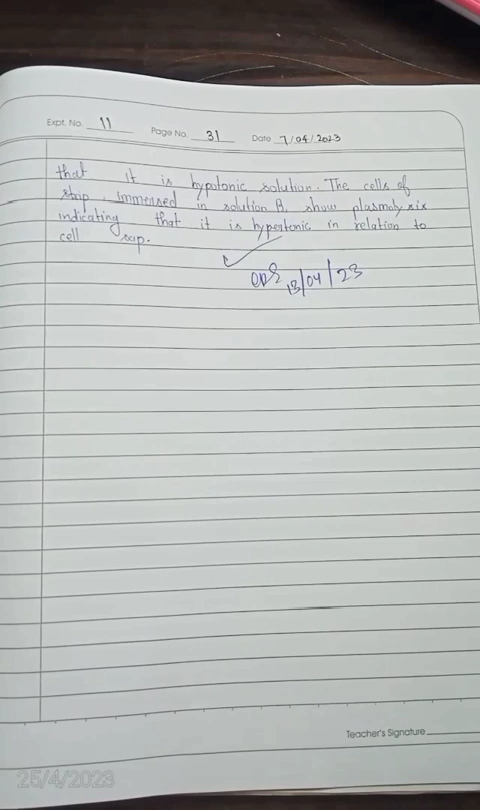 Expt. No. 11 Page No. 31 Date 7/04/2023
that it is hypotonic solution. The cells of
strip immersed in solution B show plasmolysis
indicating that it is hypertonic in relation to
cell sap.
13/04/23
Teacher's Signature
25/4/2023